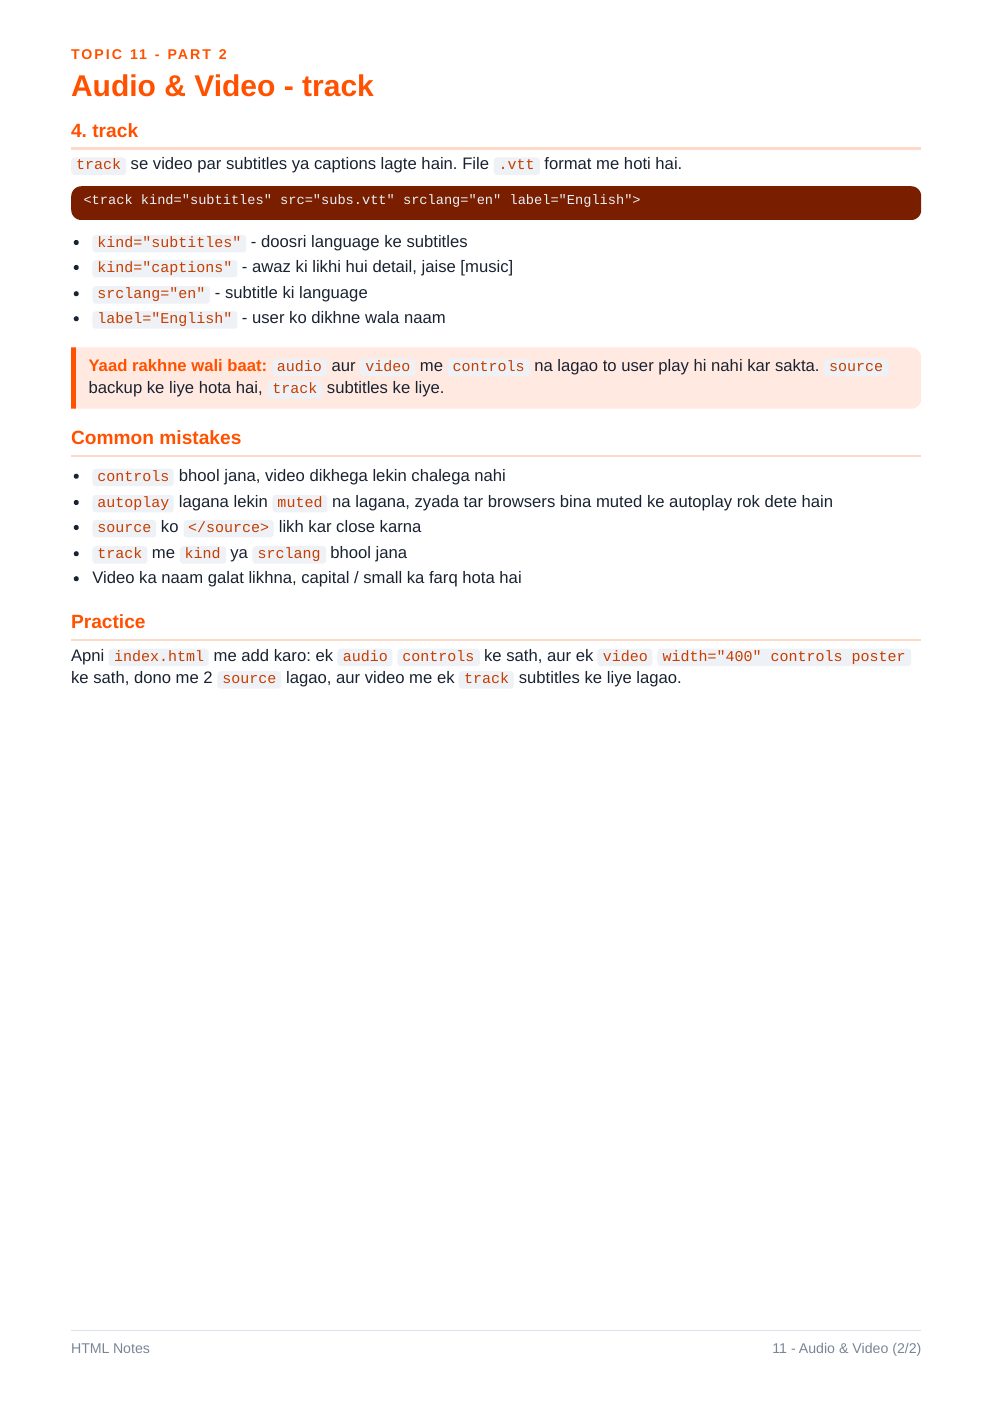 TOPIC 11 - PART 2
Audio & Video - track
4. track
track se video par subtitles ya captions lagte hain. File .vtt format me hoti hai.
<track kind="subtitles" src="subs.vtt" srclang="en" label="English">
• kind="subtitles" - doosri language ke subtitles
• kind="captions" - awaz ki likhi hui detail, jaise [music]
• srclang="en" - subtitle ki language
• label="English" - user ko dikhne wala naam
Yaad rakhne wali baat: audio aur video me controls na lagao to user play hi nahi kar sakta. source
backup ke liye hota hai, track subtitles ke liye.
Common mistakes
• controls bhool jana, video dikhega lekin chalega nahi
• autoplay lagana lekin muted na lagana, zyada tar browsers bina muted ke autoplay rok dete hain
• source ko </source> likh kar close karna
• track me kind ya srclang bhool jana
• Video ka naam galat likhna, capital / small ka farq hota hai
Practice
Apni index.html me add karo: ek audio controls ke sath, aur ek video width="400" controls poster
ke sath, dono me 2 source lagao, aur video me ek track subtitles ke liye lagao.
HTML Notes
11 - Audio & Video (2/2)